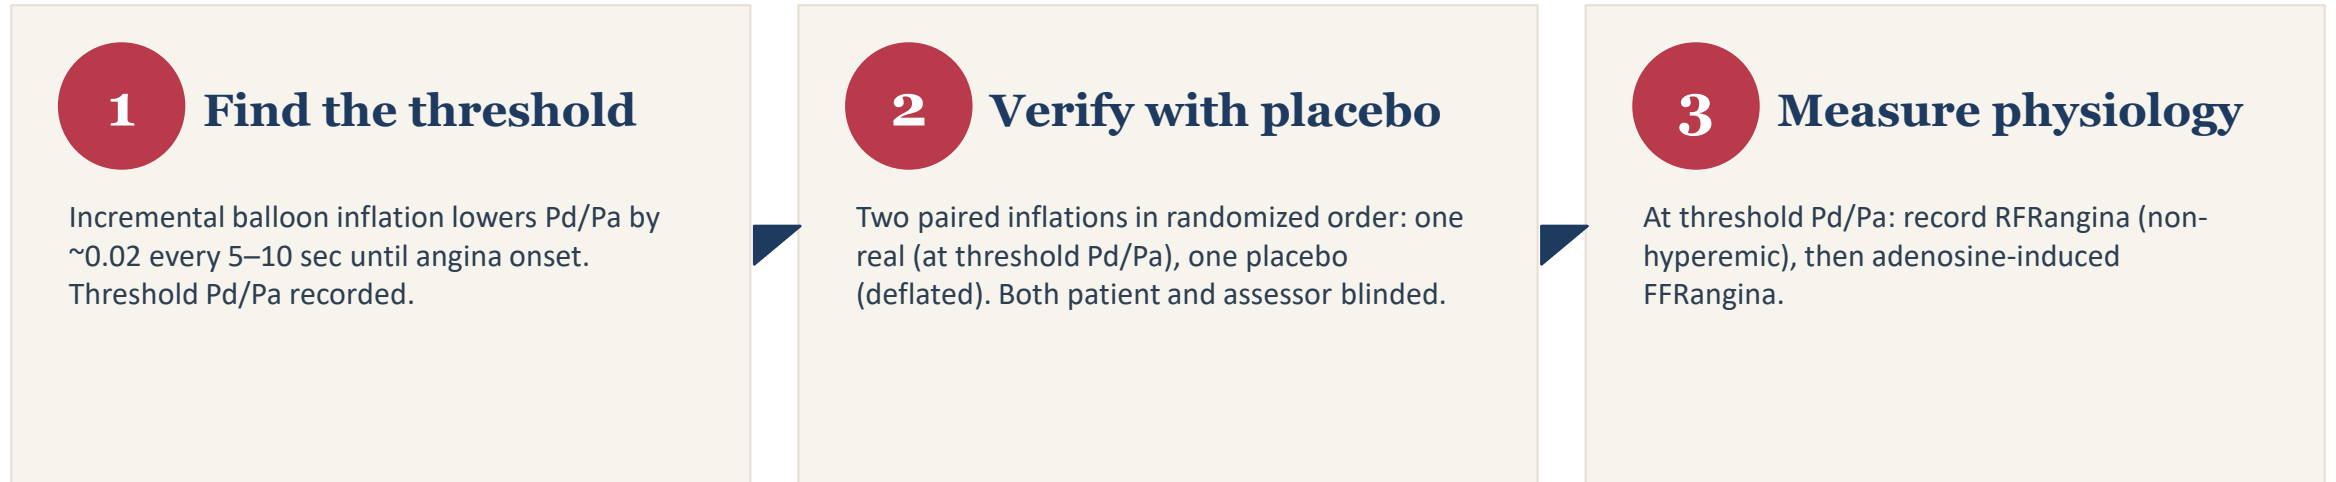 1 Find the threshold
Incremental balloon inflation lowers Pd/Pa by
~0.02 every 5–10 sec until angina onset.
Threshold Pd/Pa recorded.
2 Verify with placebo
Two paired inflations in randomized order: one
real (at threshold Pd/Pa), one placebo
(deflated). Both patient and assessor blinded.
3 Measure physiology
At threshold Pd/Pa: record RFRangina (non-
hyperemic), then adenosine-induced
FFRangina.